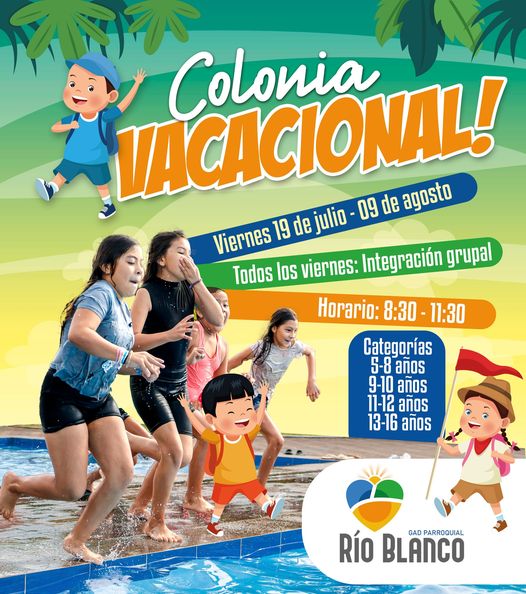 Colonia
VACACIONAL!
Viernes 19 de julio - 09 de agosto
Todos los viernes: Integración grupal
Horario: 8:30 - 11:30
Categorías
5-8 años
9-10 años
11-12 años
13-16 años
GAD PARROQUIAL
RÍO BLANCO